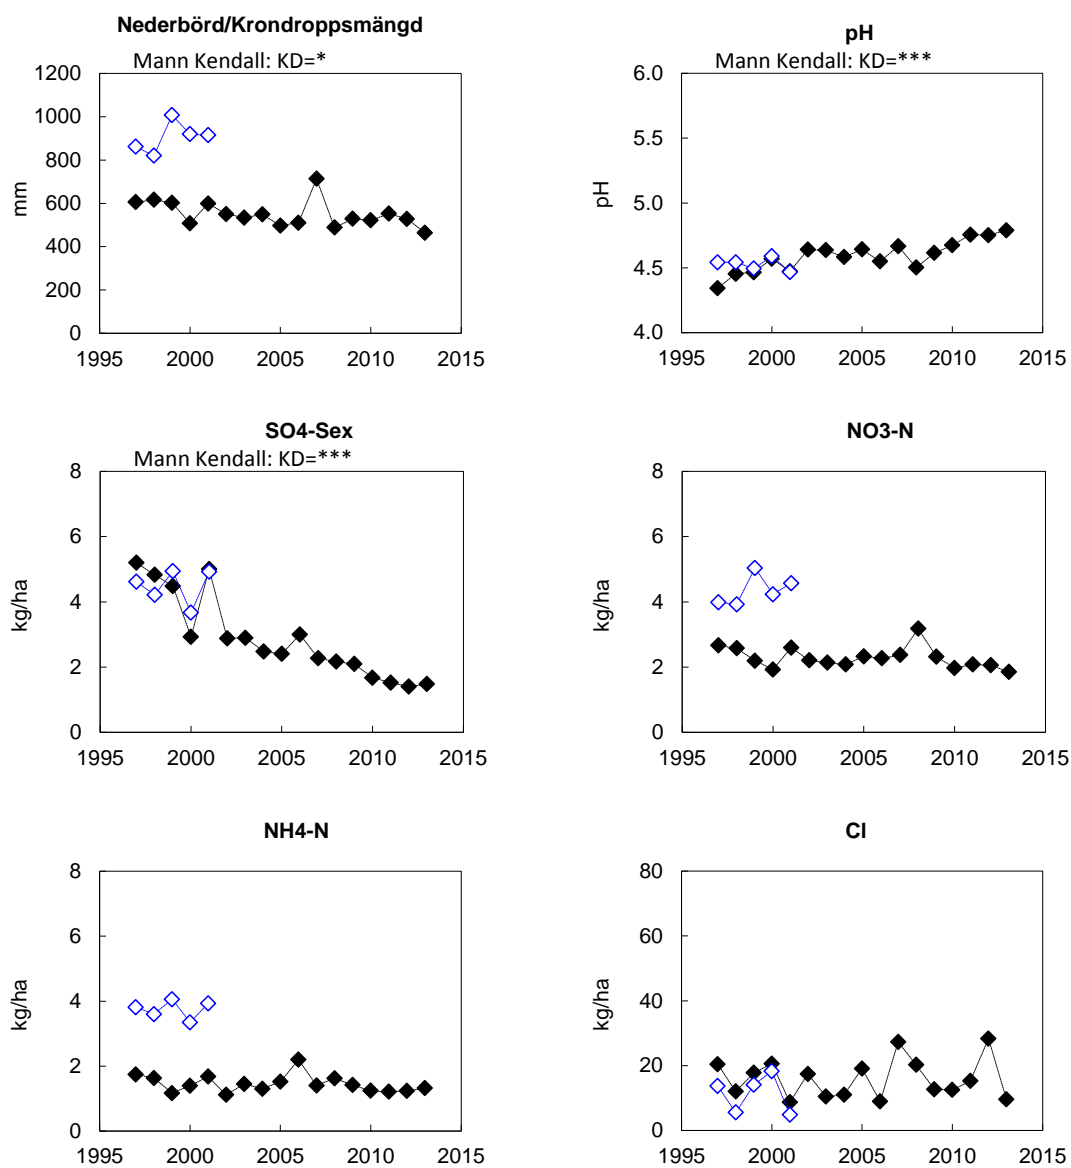 Nederbörd/Krondroppsmängd
Mann Kendall: KD=*
1200
1000
800
600
400
200
0
mm
1995 2000 2005 2010 2015
pH
Mann Kendall: KD=***
6.0
5.5
5.0
4.5
4.0
pH
1995 2000 2005 2010 2015
SO4-Sex
Mann Kendall: KD=***
8
6
4
2
0
kg/ha
1995 2000 2005 2010 2015
NO3-N
8
6
4
2
0
kg/ha
1995 2000 2005 2010 2015
NH4-N
8
6
4
2
0
kg/ha
1995 2000 2005 2010 2015
Cl
80
60
40
20
0
kg/ha
1995 2000 2005 2010 2015